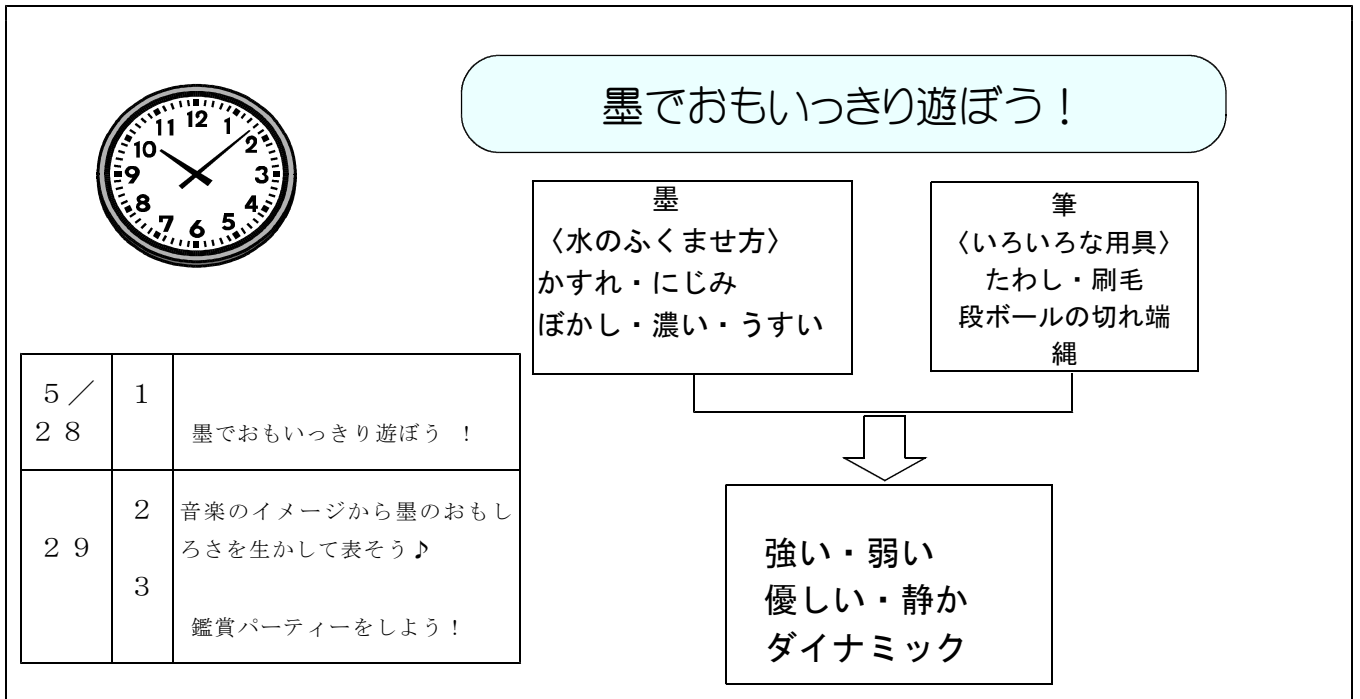 墨でおもいっきり遊ぼう！
12
1
2
3
4
5
6
7
8
9
10
11
墨
〈水のふくませ方〉
かすれ・にじみ
ぼかし・濃い・うすい
筆
〈いろいろな用具〉
たわし・刷毛
段ボールの切れ端
縄
５／
２８
１
墨でおもいっきり遊ぼう ！
２９
２
音楽のイメージから墨のおもし
ろさを生かして表そう♪
３
鑑賞パーティーをしよう！
強い・弱い
優しい・静か
ダイナミック